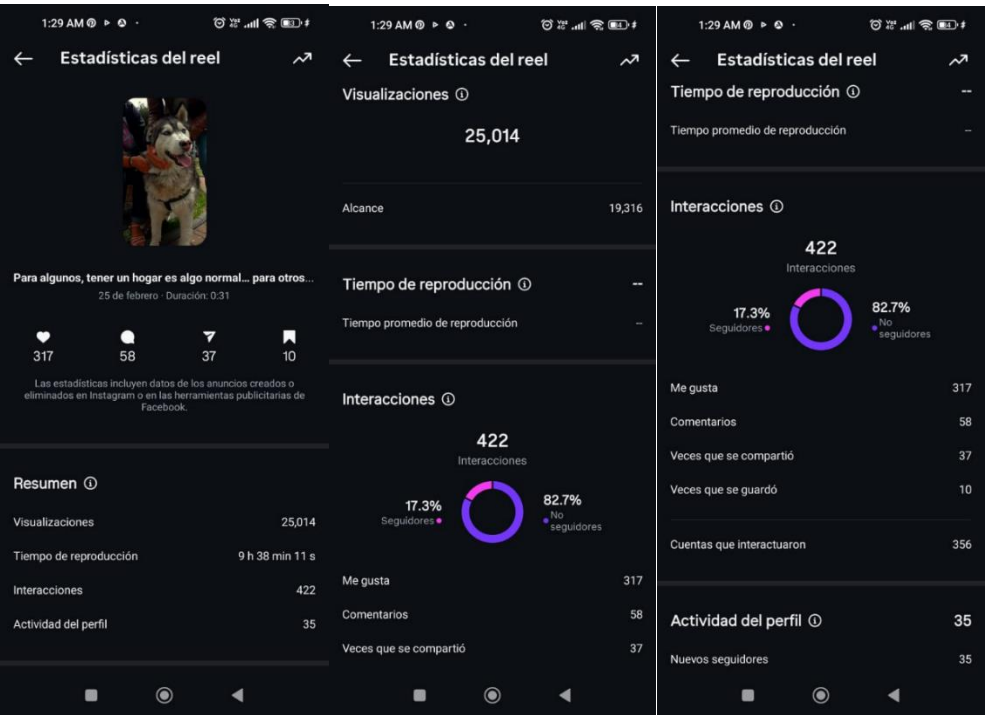 1:29 AM
Estadísticas del reel
Para algunos, tener un hogar es algo normal... para otros...
25 de febrero · Duración: 0:31
317 58 37 10
Las estadísticas incluyen datos de los anuncios creados o
eliminados en Instagram o en las herramientas publicitarias de
Facebook.
Resumen
Visualizaciones 25,014
Tiempo de reproducción 9 h 38 min 11 s
Interacciones 422
Actividad del perfil 35
1:29 AM
Estadísticas del reel
Visualizaciones
25,014
Alcance 19,316
Tiempo de reproducción --
Tiempo promedio de reproducción --
Interacciones
422
Interacciones
17.3% 82.7%
Seguidores No
seguidores
Me gusta 317
Comentarios 58
Veces que se compartió 37
1:29 AM
Estadísticas del reel
Tiempo de reproducción --
Tiempo promedio de reproducción --
Interacciones
422
Interacciones
17.3% 82.7%
Seguidores No
seguidores
Me gusta 317
Comentarios 58
Veces que se compartió 37
Veces que se guardó 10
Cuentas que interactuaron 356
Actividad del perfil 35
Nuevos seguidores 35